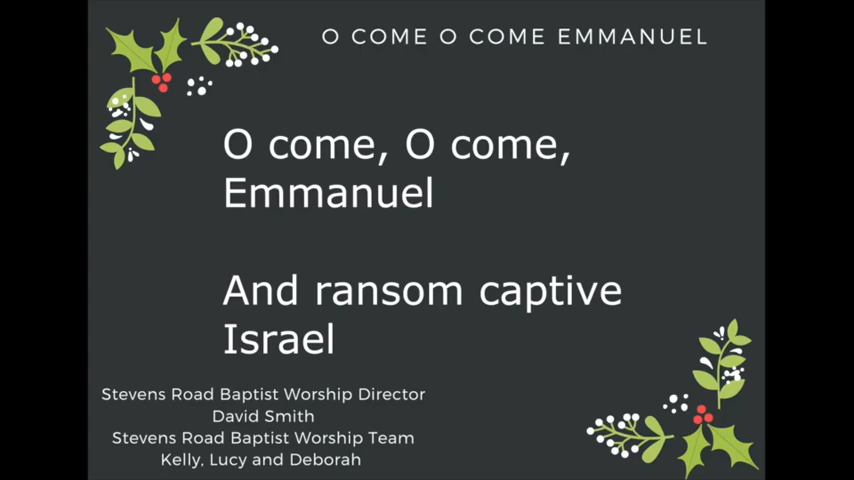 O COME O COME EMMANUEL
O come, O come,
Emmanuel
And ransom captive
Israel
Stevens Road Baptist Worship Director
David Smith
Stevens Road Baptist Worship Team
Kelly, Lucy and Deborah